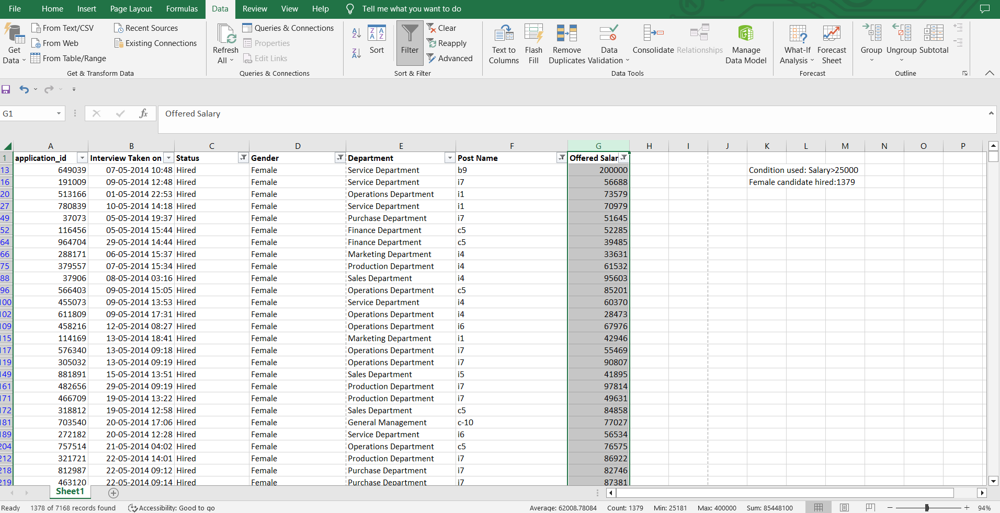 File Home Insert Page Layout Formulas Data Review View Help Tell me what you want to do
Get Data
From Text/CSV
From Web
From Table/Range
Recent Sources
Existing Connections
Get & Transform Data
Refresh All
Queries & Connections
Properties
Edit Links
Queries & Connections
Sort
Filter
Clear
Reapply
Advanced
Sort & Filter
Text to Columns
Flash Fill
Remove Duplicates
Data Validation
Consolidate
Relationships
Manage Data Model
Data Tools
What-If Analysis
Forecast Sheet
Forecast
Group
Ungroup
Subtotal
Outline
G1 fx Offered Salary
A B C D E F G H I J K L M N O P
1 application_id Interview Taken on Status Gender Department Post Name Offered Salar
13 649039 07-05-2014 10:48 Hired Female Service Department b9 200000 Condition used: Salary>25000
16 191009 09-05-2014 12:48 Hired Female Service Department i7 56688 Female candidate hired:1379
20 513166 01-05-2014 22:53 Hired Female Operations Department i1 73579
27 780839 10-05-2014 14:18 Hired Female Service Department i1 70979
49 37073 05-05-2014 19:37 Hired Female Purchase Department i7 51645
52 116456 05-05-2014 15:44 Hired Female Finance Department c5 52285
64 964704 29-05-2014 14:44 Hired Female Finance Department c5 39485
66 288171 06-05-2014 15:37 Hired Female Marketing Department i4 33631
75 379557 07-05-2014 15:34 Hired Female Production Department i4 61532
88 37906 08-05-2014 03:16 Hired Female Sales Department i4 95603
96 566403 09-05-2014 15:05 Hired Female Operations Department c5 85201
100 455073 09-05-2014 13:53 Hired Female Service Department i4 60370
102 611809 09-05-2014 17:31 Hired Female Operations Department i4 28473
109 458216 12-05-2014 08:27 Hired Female Operations Department i6 67976
115 114169 13-05-2014 18:41 Hired Female Marketing Department i1 42946
117 576340 13-05-2014 09:18 Hired Female Operations Department i7 55469
119 305032 13-05-2014 09:19 Hired Female Operations Department i7 90807
149 881891 15-05-2014 13:51 Hired Female Sales Department i5 41895
161 482656 29-05-2014 09:19 Hired Female Production Department i7 97814
171 466709 19-05-2014 13:22 Hired Female Production Department i7 49631
172 318812 19-05-2014 12:58 Hired Female Sales Department c5 84858
181 703540 20-05-2014 17:06 Hired Female General Management c-10 77027
189 272182 20-05-2014 12:28 Hired Female Service Department i6 56534
204 757514 21-05-2014 04:02 Hired Female Operations Department c5 76575
212 321721 22-05-2014 14:01 Hired Female Production Department i7 86922
218 812987 22-05-2014 09:12 Hired Female Purchase Department i7 82746
219 463120 22-05-2014 09:14 Hired Female Purchase Department i7 87381
Sheet1
Ready 1378 of 7168 records found Accessibility: Good to go Average: 62008.78084 Count: 1379 Min: 25181 Max: 400000 Sum: 85448100 94%